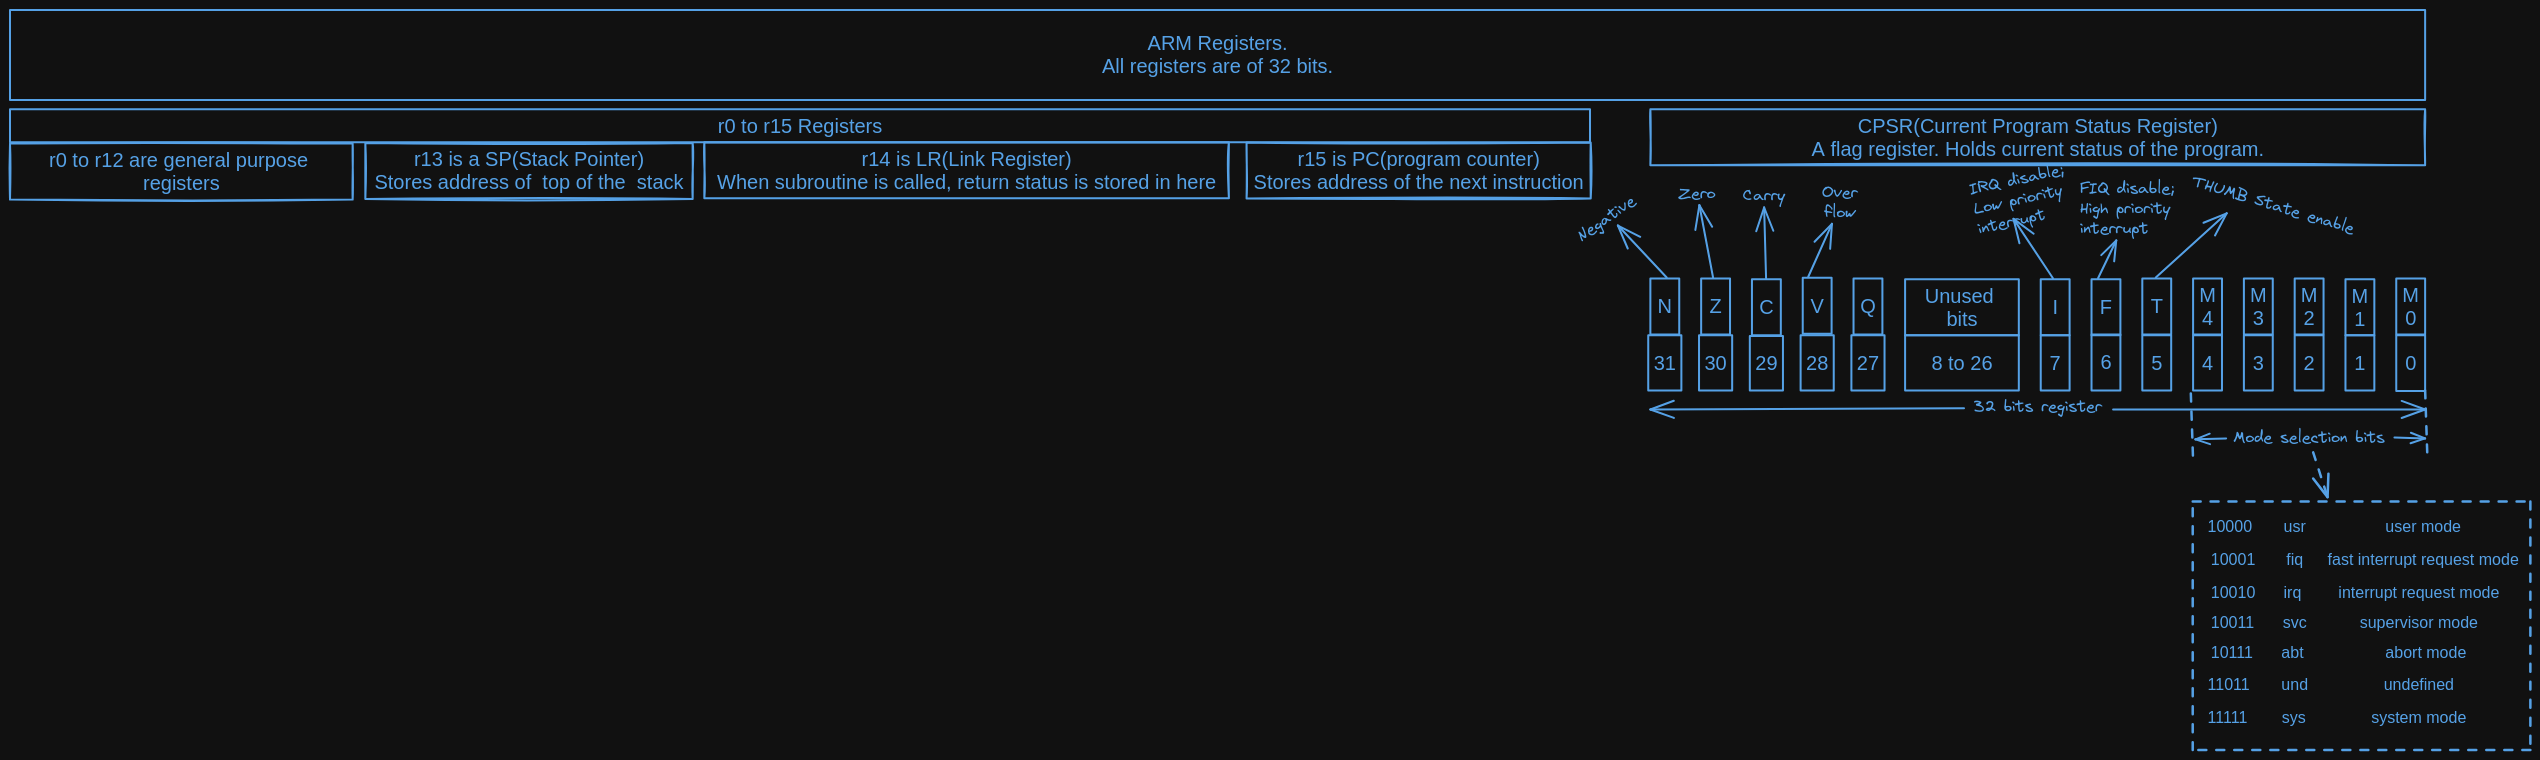 ARM Registers.
All registers are of 32 bits.
r0 to r15 Registers
r0 to r12 are general purpose
registers
r13 is a SP(Stack Pointer)
Stores address of  top of the  stack
r14 is LR(Link Register)
When subroutine is called, return status is stored in here
r15 is PC(program counter)
Stores address of the next instruction
CPSR(Current Program Status Register)
A flag register. Holds current status of the program.
Negative
Zero
Carry
Over
flow
IRQ disable;
Low priority
interrupt
FIQ disable;
High priority
interrupt
THUMB State enable
N
Z
C
V
Q
Unused
bits
I
F
T
M
4
M
3
M
2
M
1
M
0
31
30
29
28
27
8 to 26
7
6
5
4
3
2
1
0
32 bits register
Mode selection bits
10000 usr user mode
10001 fiq fast interrupt request mode
10010 irq interrupt request mode
10011 svc supervisor mode
10111 abt abort mode
11011 und undefined
11111 sys system mode